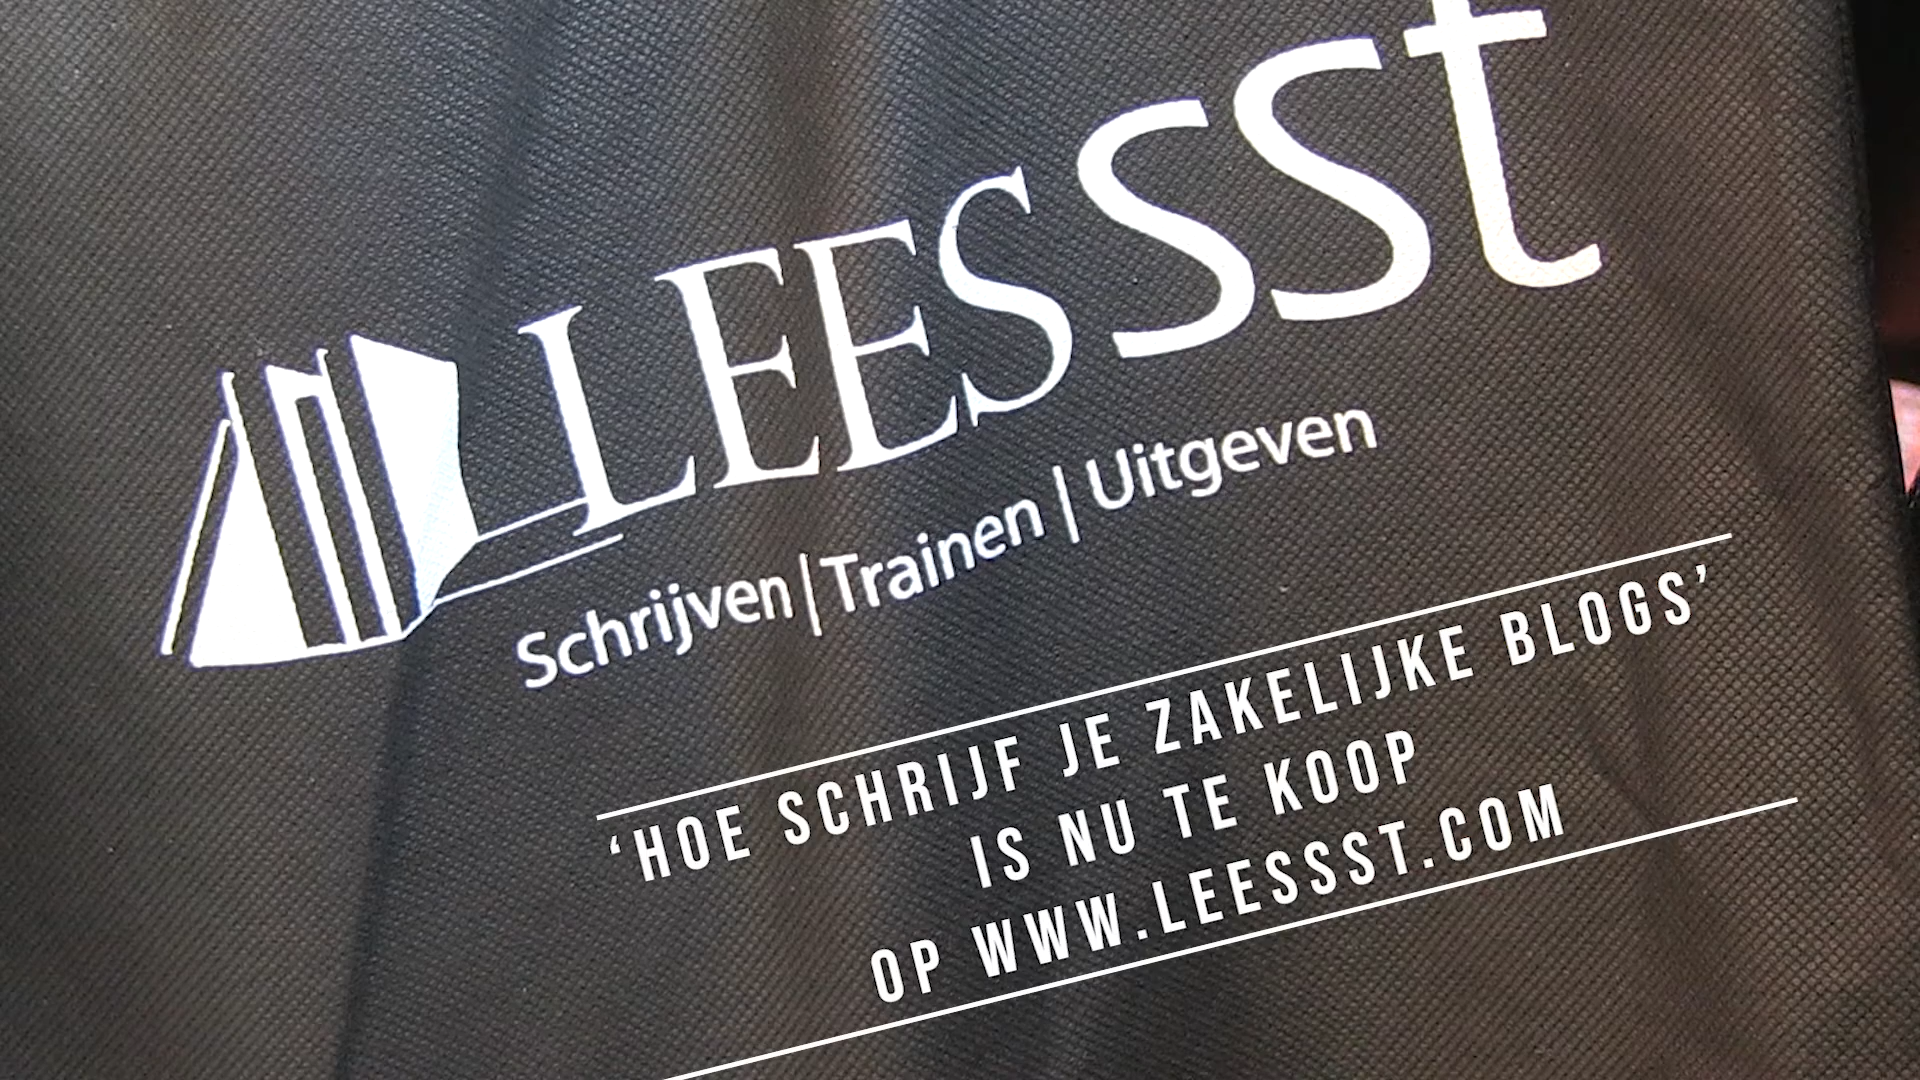 LEESsst
Schrijven | Trainen | Uitgeven
‘HOE SCHRIJF JE ZAKELIJKE BLOGS’
IS NU TE KOOP
OP WWW.LEESSST.COM